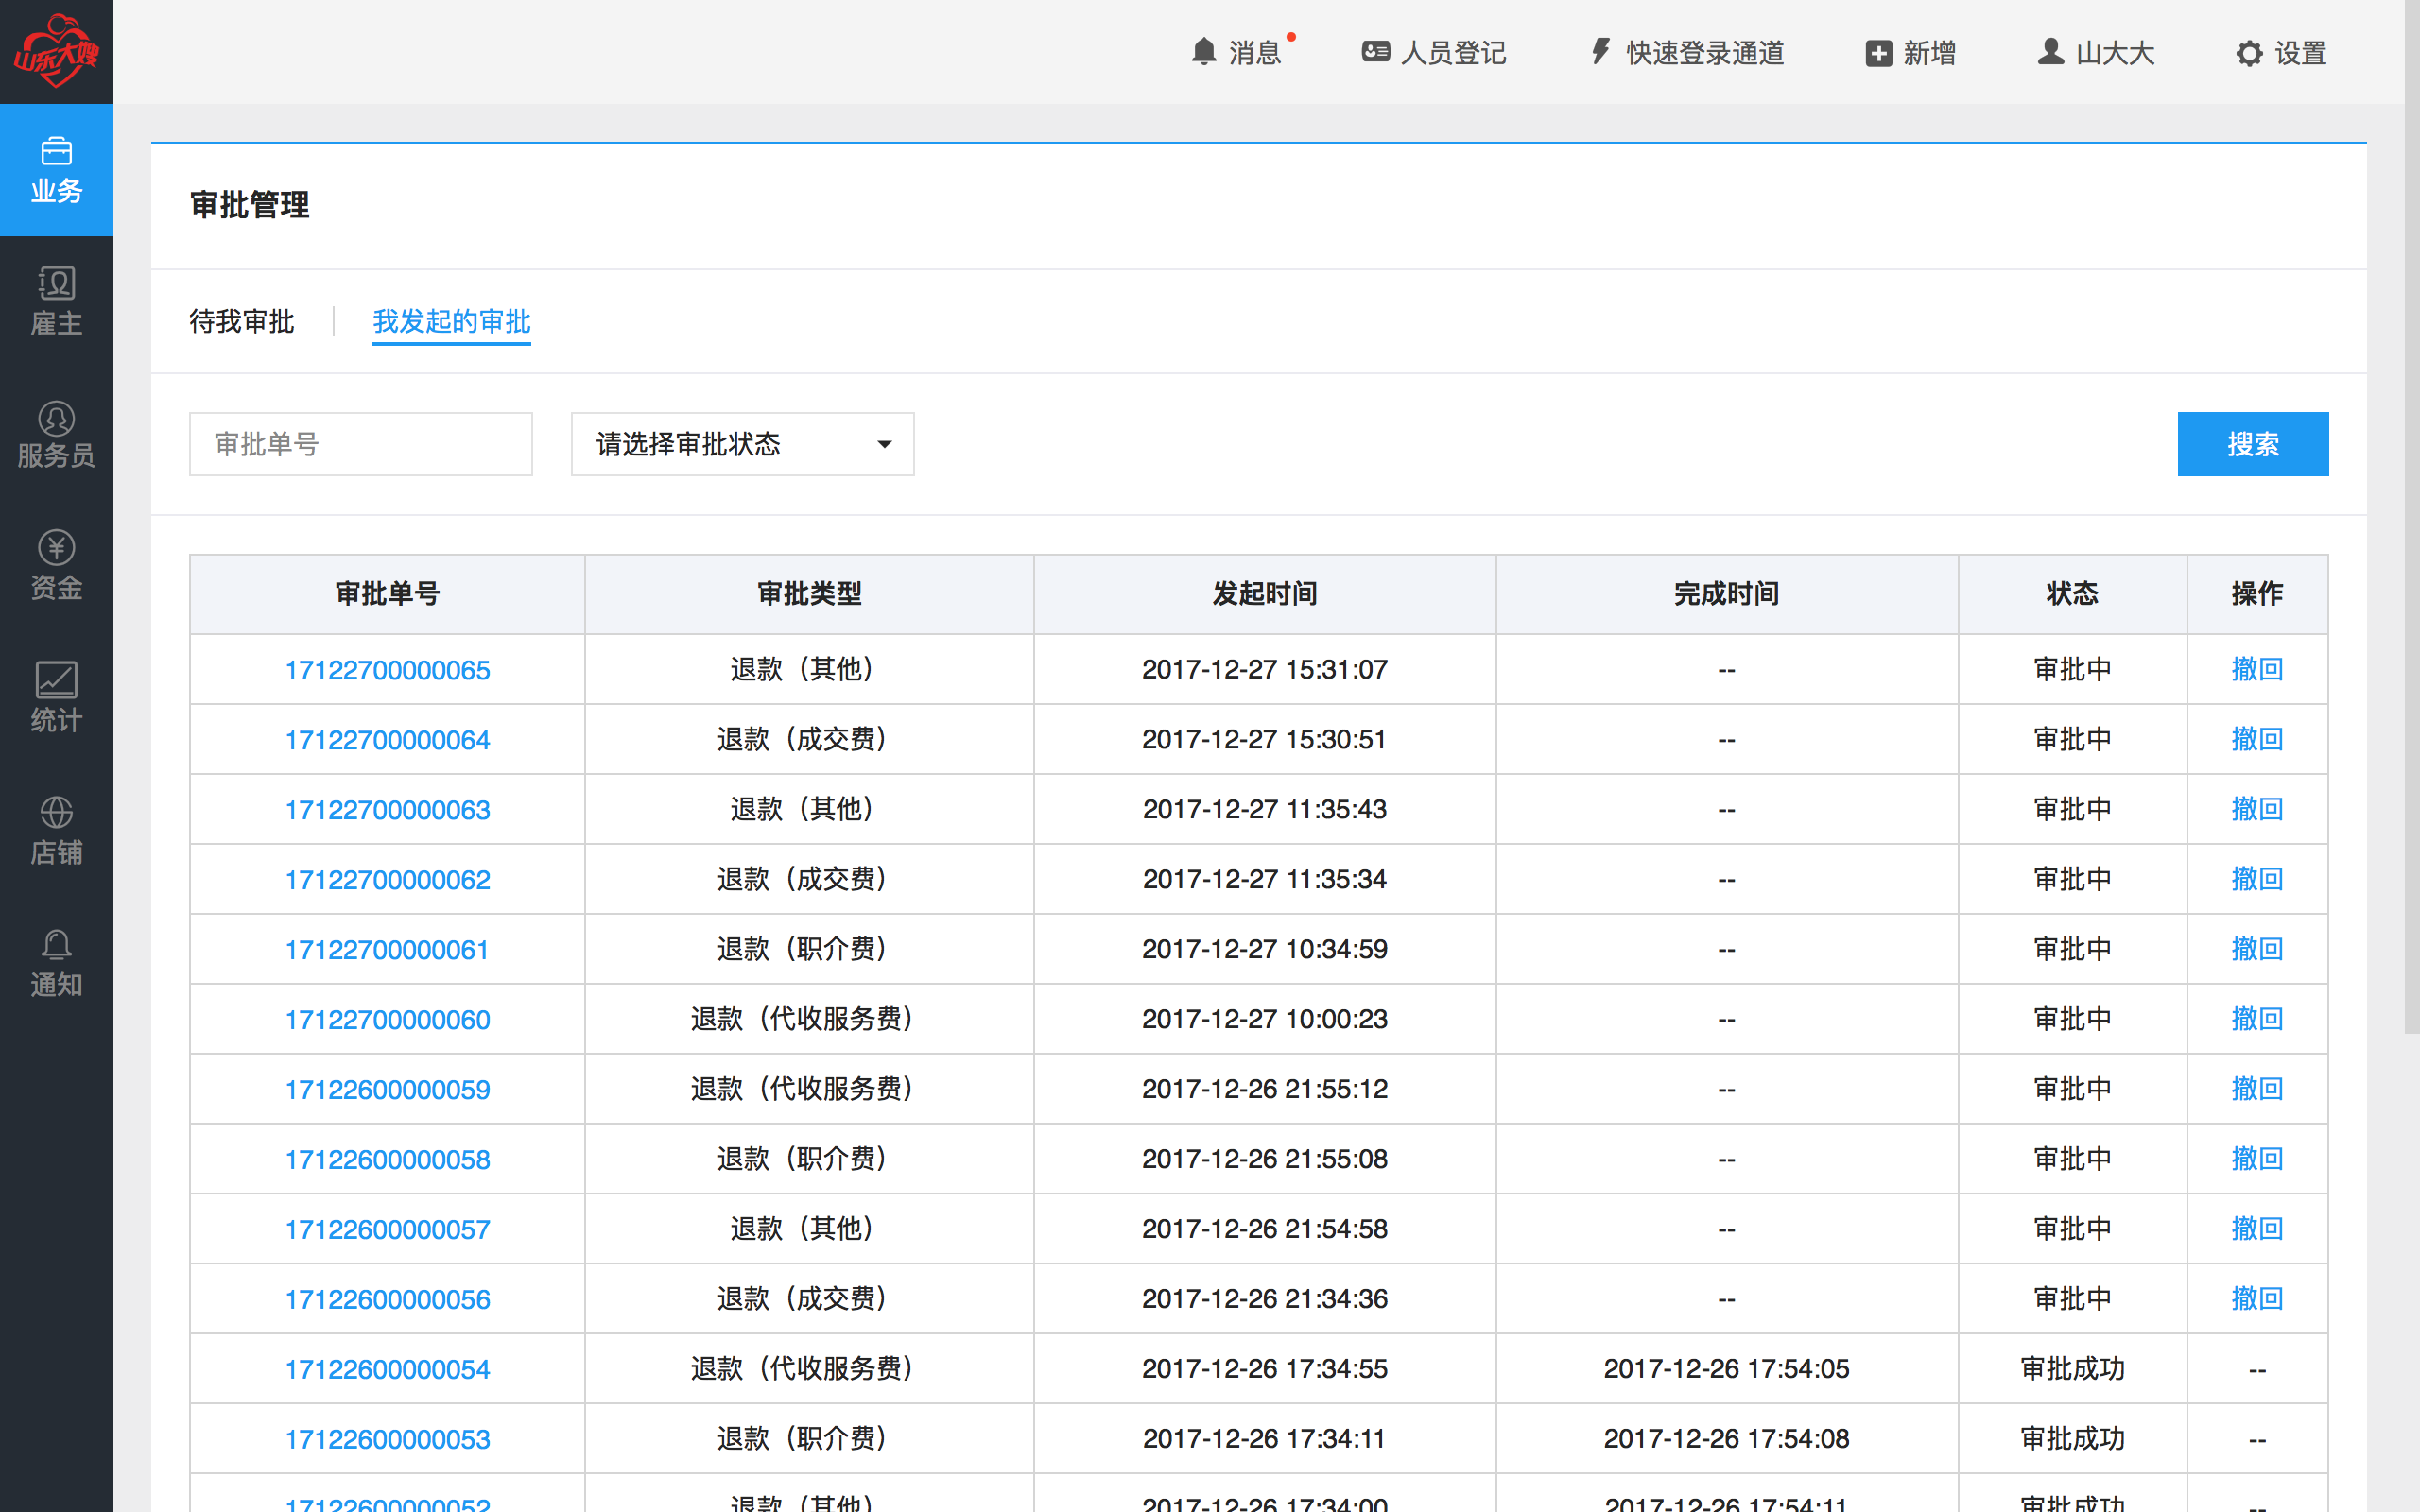 山东大嫂
消息 人员登记 快速登录通道 新增 山大大 设置
业务
雇主
服务员
资金
统计
店铺
通知
审批管理
待我审批 我发起的审批
审批单号 请选择审批状态 搜索
审批单号 审批类型 发起时间 完成时间 状态 操作
17122700000065 退款（其他） 2017-12-27 15:31:07 -- 审批中 撤回
17122700000064 退款（成交费） 2017-12-27 15:30:51 -- 审批中 撤回
17122700000063 退款（其他） 2017-12-27 11:35:43 -- 审批中 撤回
17122700000062 退款（成交费） 2017-12-27 11:35:34 -- 审批中 撤回
17122700000061 退款（职介费） 2017-12-27 10:34:59 -- 审批中 撤回
17122700000060 退款（代收服务费） 2017-12-27 10:00:23 -- 审批中 撤回
17122600000059 退款（代收服务费） 2017-12-26 21:55:12 -- 审批中 撤回
17122600000058 退款（职介费） 2017-12-26 21:55:08 -- 审批中 撤回
17122600000057 退款（其他） 2017-12-26 21:54:58 -- 审批中 撤回
17122600000056 退款（成交费） 2017-12-26 21:34:36 -- 审批中 撤回
17122600000054 退款（代收服务费） 2017-12-26 17:34:55 2017-12-26 17:54:05 审批成功 --
17122600000053 退款（职介费） 2017-12-26 17:34:11 2017-12-26 17:54:08 审批成功 --
17122600000052 退款（其他） 2017-12-26 17:34:00 2017-12-26 17:54:11 审批成功 --